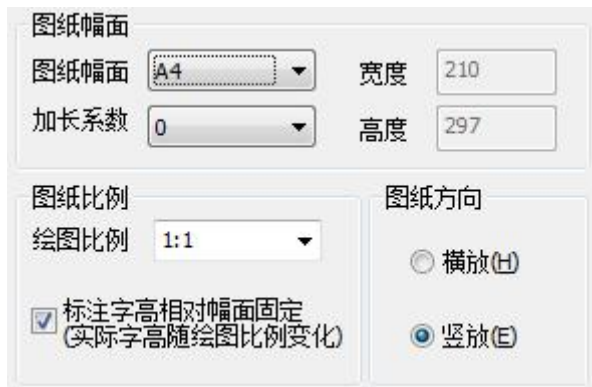 图纸幅面
图纸幅面 A4 宽度 210
加长系数 0 高度 297
图纸比例 图纸方向
绘图比例 1:1
横放(H)
标注字高相对幅面固定
(实际字高随绘图比例变化) 竖放(E)